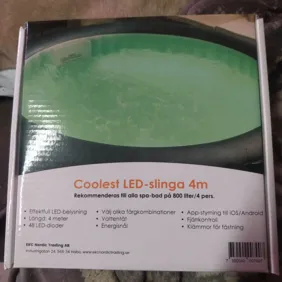 Coolest LED-slinga 4m
Rekommenderas till alla spa-bad på 800 liter/4 pers.
• Effektfull LED-belysning
• Längd: 4 meter
• 48 LED-dioder
• Välj olika färgkombinationer
• Vattentät
• Energisnål
• App-styrning till iOS/Android
• Fjärrkontroll
• Klämmor för fästning
SKC Nordic Trading AB